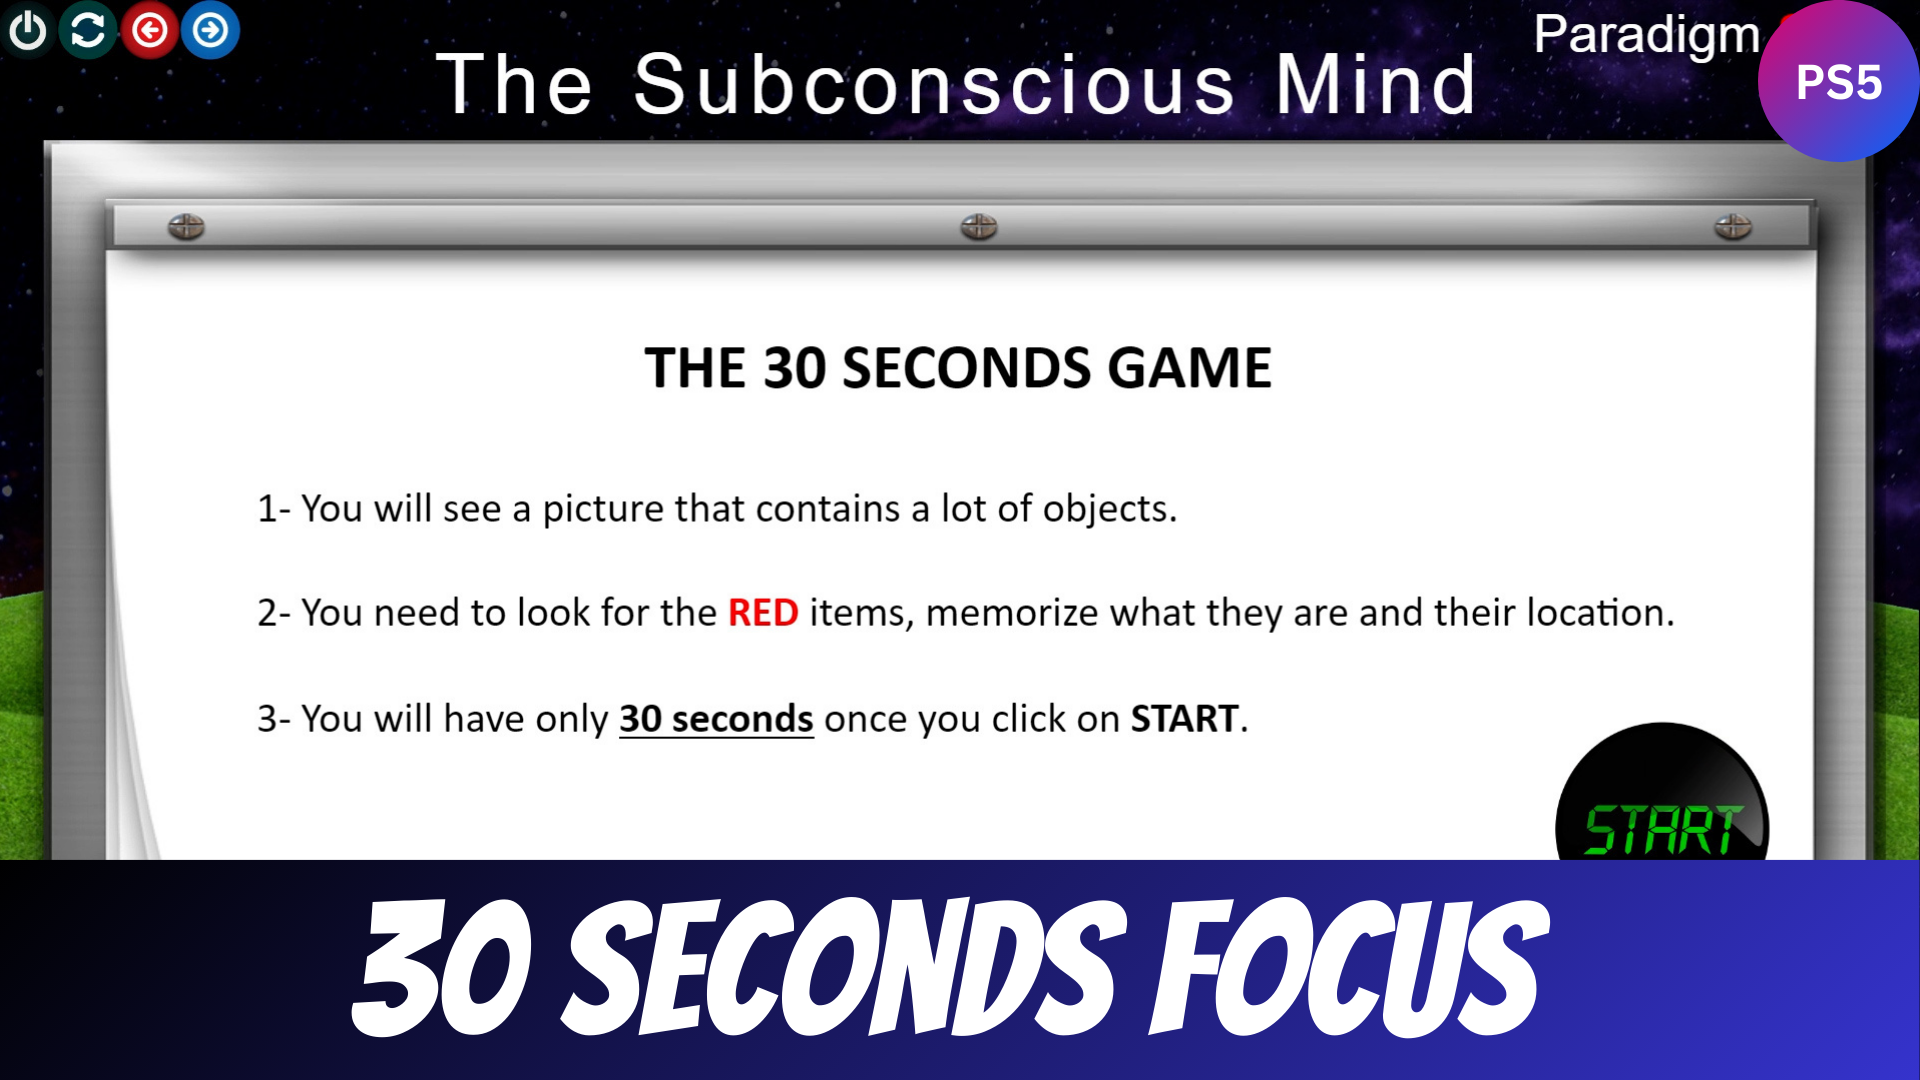 Paradigm
PS5
The Subconscious Mind
THE 30 SECONDS GAME
1- You will see a picture that contains a lot of objects.
2- You need to look for the RED items, memorize what they are and their location.
3- You will have only 30 seconds once you click on START.
START
30 SECONDS FOCUS